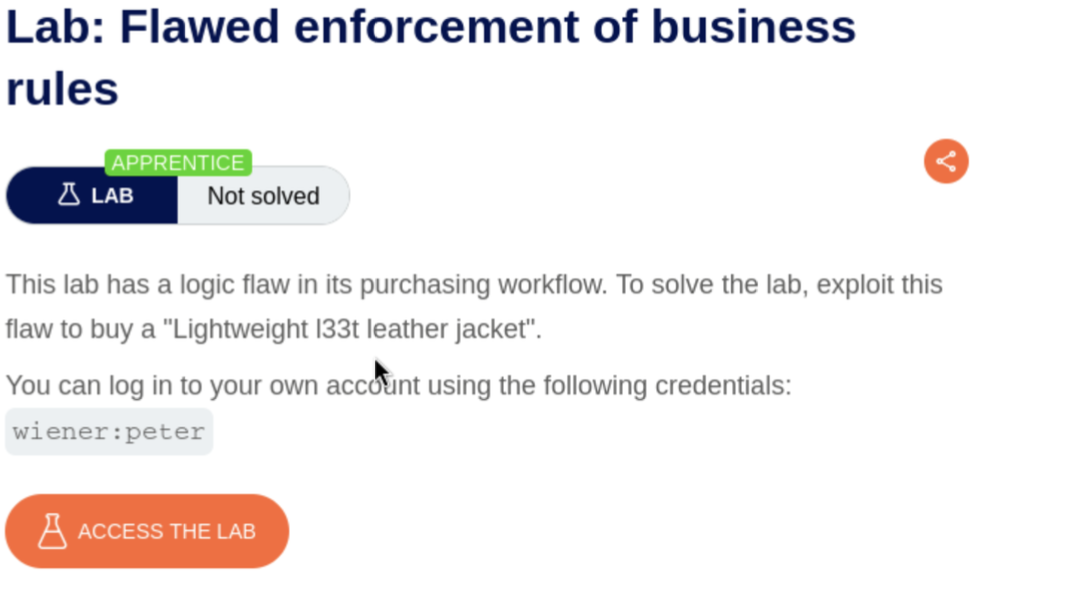 Lab: Flawed enforcement of business
rules
APPRENTICE
LAB
Not solved
This lab has a logic flaw in its purchasing workflow. To solve the lab, exploit this
flaw to buy a "Lightweight l33t leather jacket".
You can log in to your own account using the following credentials:
wiener:peter
ACCESS THE LAB